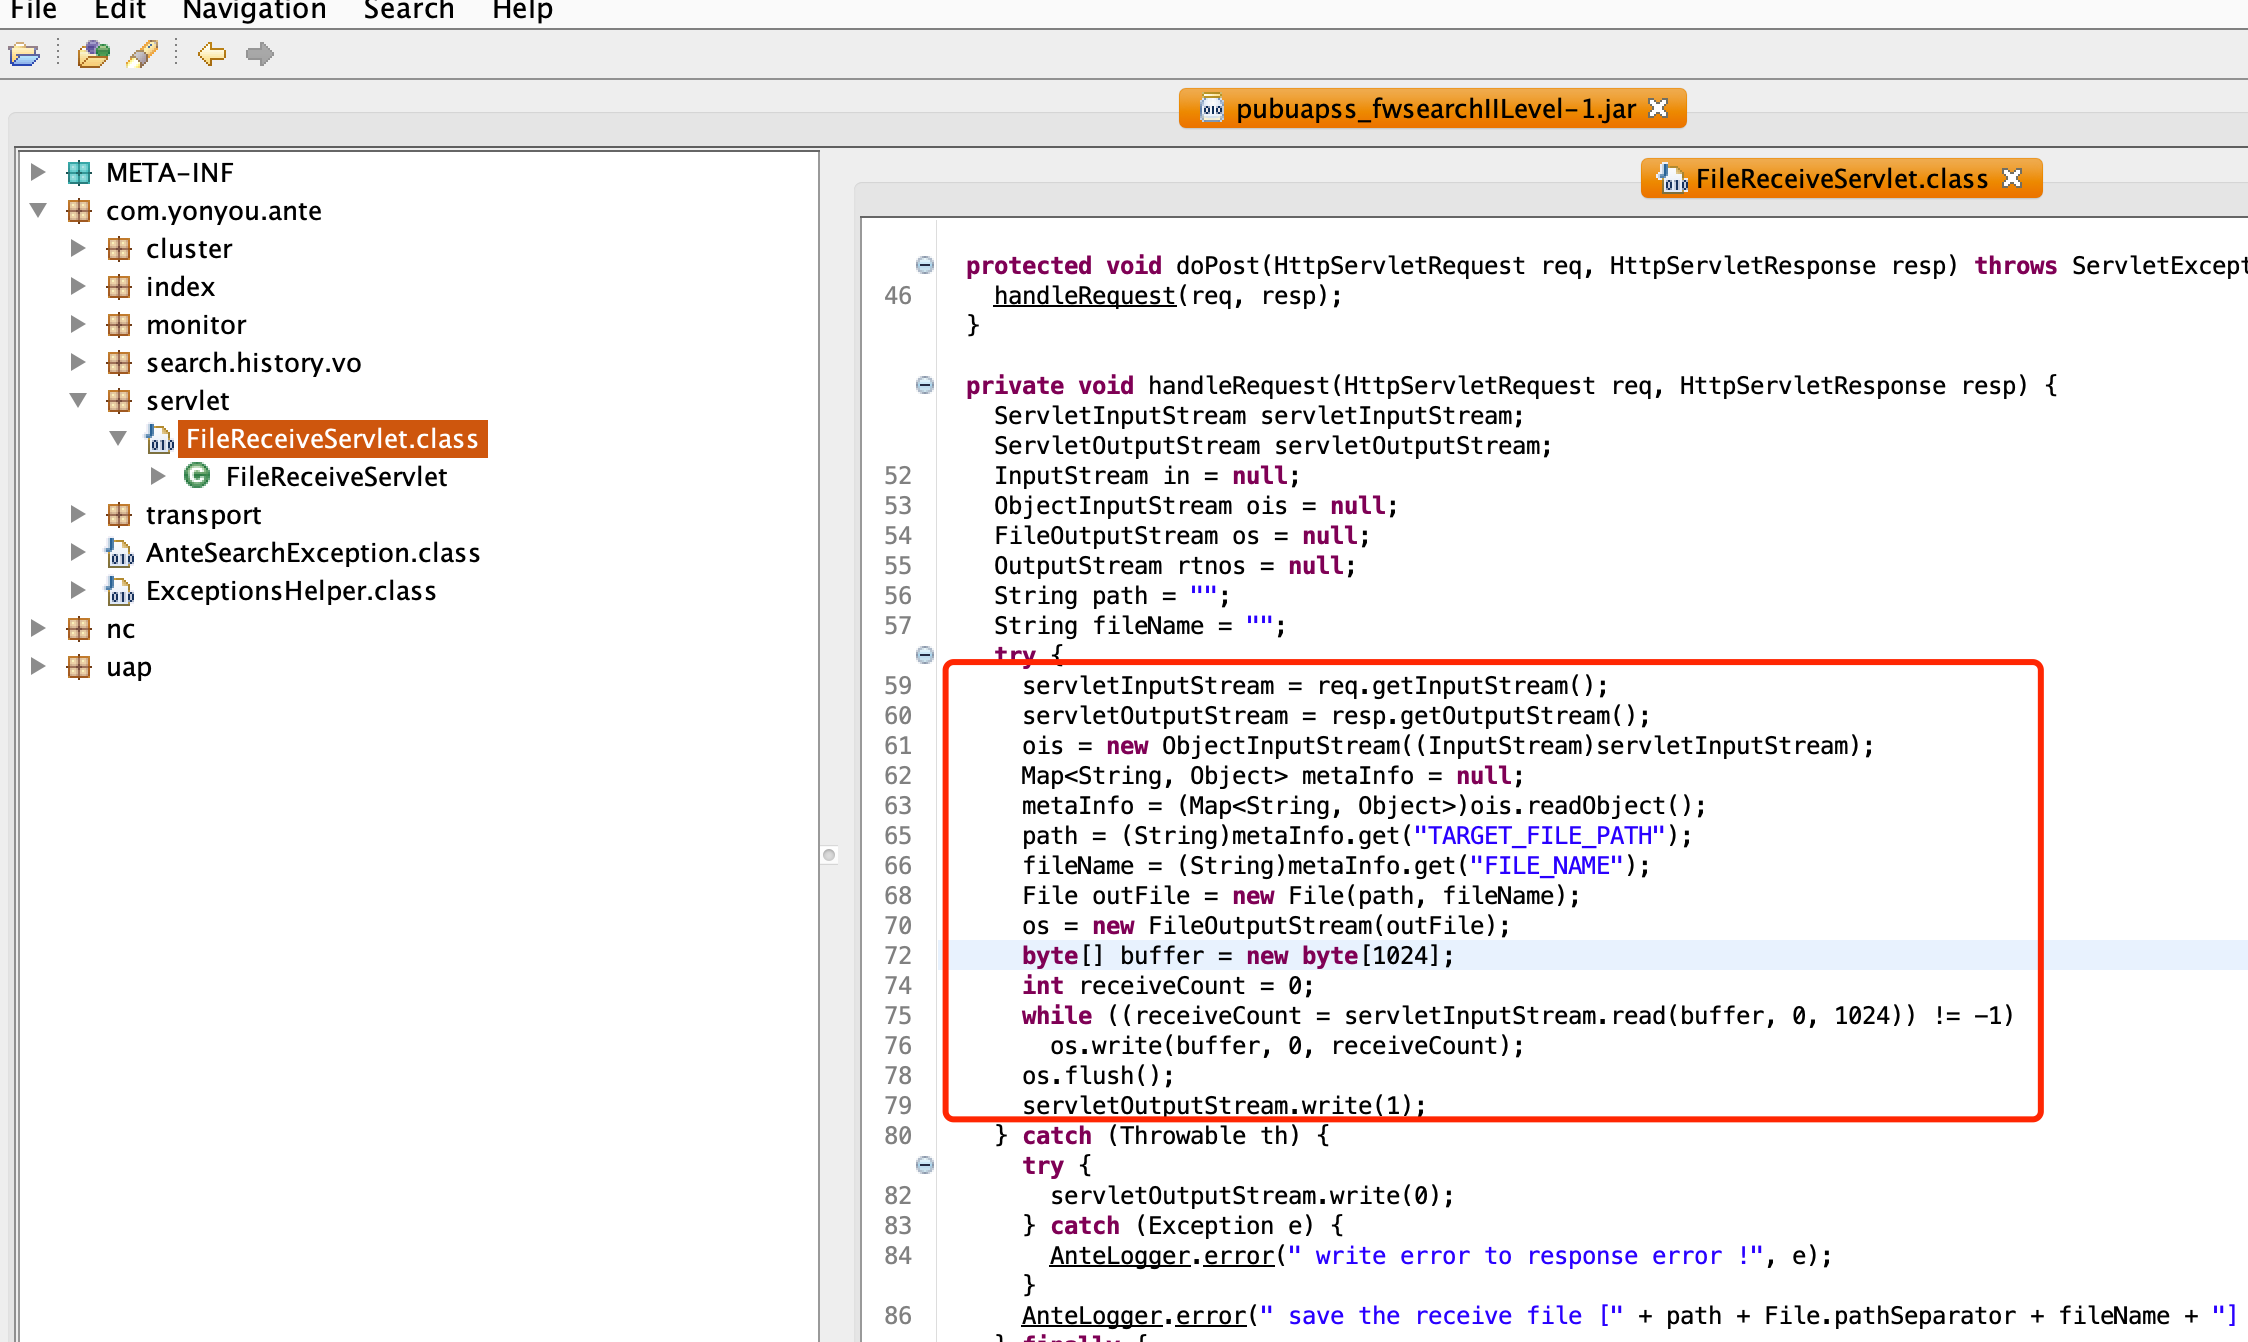 File Edit Navigation Search Help
pubuapss_fwsearchIILevel-1.jar
META-INF
com.yonyou.ante
cluster
index
monitor
search.history.vo
servlet
FileReceiveServlet.class
FileReceiveServlet
transport
AnteSearchException.class
ExceptionsHelper.class
nc
uap
FileReceiveServlet.class
protected void doPost(HttpServletRequest req, HttpServletResponse resp) throws ServletExcept
46 handleRequest(req, resp);
}
private void handleRequest(HttpServletRequest req, HttpServletResponse resp) {
ServletInputStream servletInputStream;
ServletOutputStream servletOutputStream;
52 InputStream in = null;
53 ObjectInputStream ois = null;
54 FileOutputStream os = null;
55 OutputStream rtnos = null;
56 String path = "";
57 String fileName = "";
try {
59 servletInputStream = req.getInputStream();
60 servletOutputStream = resp.getOutputStream();
61 ois = new ObjectInputStream((InputStream)servletInputStream);
62 Map<String, Object> metaInfo = null;
63 metaInfo = (Map<String, Object>)ois.readObject();
65 path = (String)metaInfo.get("TARGET_FILE_PATH");
66 fileName = (String)metaInfo.get("FILE_NAME");
68 File outFile = new File(path, fileName);
70 os = new FileOutputStream(outFile);
72 byte[] buffer = new byte[1024];
74 int receiveCount = 0;
75 while ((receiveCount = servletInputStream.read(buffer, 0, 1024)) != -1)
76 os.write(buffer, 0, receiveCount);
78 os.flush();
79 servletOutputStream.write(1);
80 } catch (Throwable th) {
try {
82 servletOutputStream.write(0);
83 } catch (Exception e) {
84 AnteLogger.error(" write error to response error !", e);
}
86 AnteLogger.error(" save the receive file [" + path + File.pathSeparator + fileName + "]
} finally {